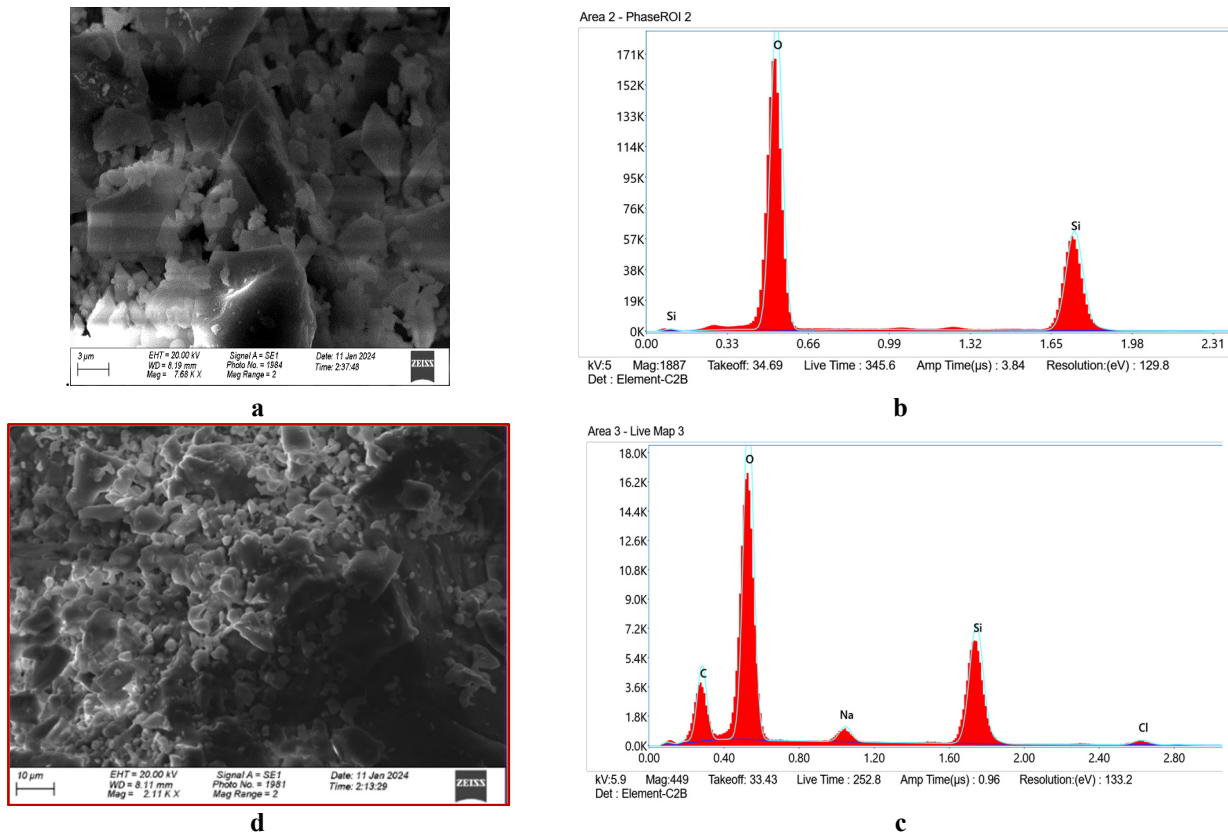 3 µm
EHT = 20.00 kV
WD = 8.19 mm
Mag = 7.68 K X
Signal A = SE1
Photo No. = 1984
Mag Range = 2
Date: 11 Jan 2024
Time: 2:37:48
ZEISS
a
Area 2 - PhaseROI 2
171K
152K
133K
114K
95K
76K
57K
38K
19K
0K
O
Si
Si
0.00 0.33 0.66 0.99 1.32 1.65 1.98 2.31
kV:5 Mag:1887 Takeoff: 34.69 Live Time : 345.6 Amp Time(µs) : 3.84 Resolution:(eV) : 129.8
Det : Element-C2B
b
10 µm
EHT = 20.00 kV
WD = 8.11 mm
Mag = 2.11 K X
Signal A = SE1
Photo No. = 1981
Mag Range = 2
Date: 11 Jan 2024
Time: 2:13:29
ZEISS
d
Area 3 - Live Map 3
18.0K
16.2K
14.4K
12.6K
10.8K
9.0K
7.2K
5.4K
3.6K
1.8K
0.0K
O
C
Na
Si
Cl
0.00 0.40 0.80 1.20 1.60 2.00 2.40 2.80
kV:5.9 Mag:449 Takeoff: 33.43 Live Time : 252.8 Amp Time(µs) : 0.96 Resolution:(eV) : 133.2
Det : Element-C2B
c